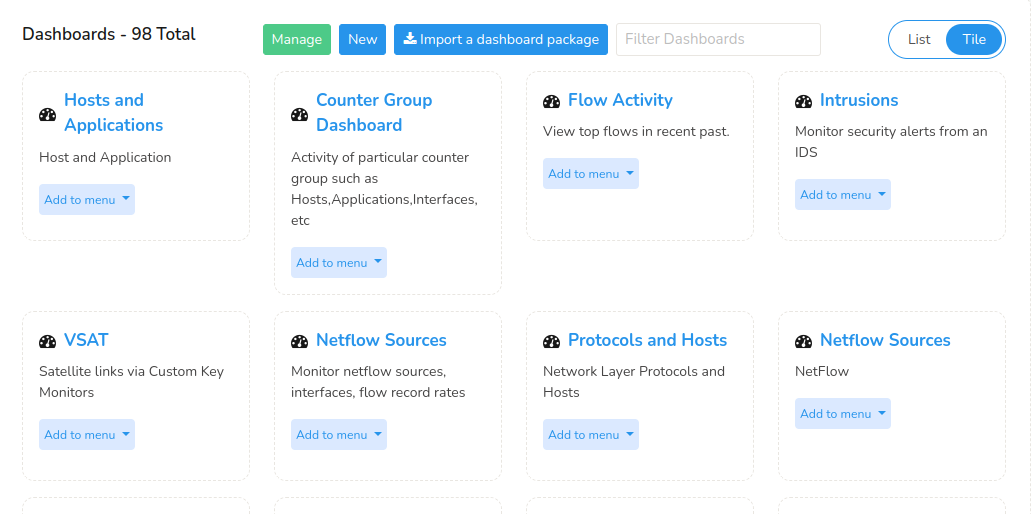 Dashboards - 98 Total
Manage
New
Import a dashboard package
Filter Dashboards
List
Tile
Hosts and
Applications
Host and Application
Add to menu
Counter Group
Dashboard
Activity of particular counter
group such as
Hosts,Applications,Interfaces,
etc
Add to menu
Flow Activity
View top flows in recent past.
Add to menu
Intrusions
Monitor security alerts from an
IDS
Add to menu
VSAT
Satellite links via Custom Key
Monitors
Add to menu
Netflow Sources
Monitor netflow sources,
interfaces, flow record rates
Add to menu
Protocols and Hosts
Network Layer Protocols and
Hosts
Add to menu
Netflow Sources
NetFlow
Add to menu